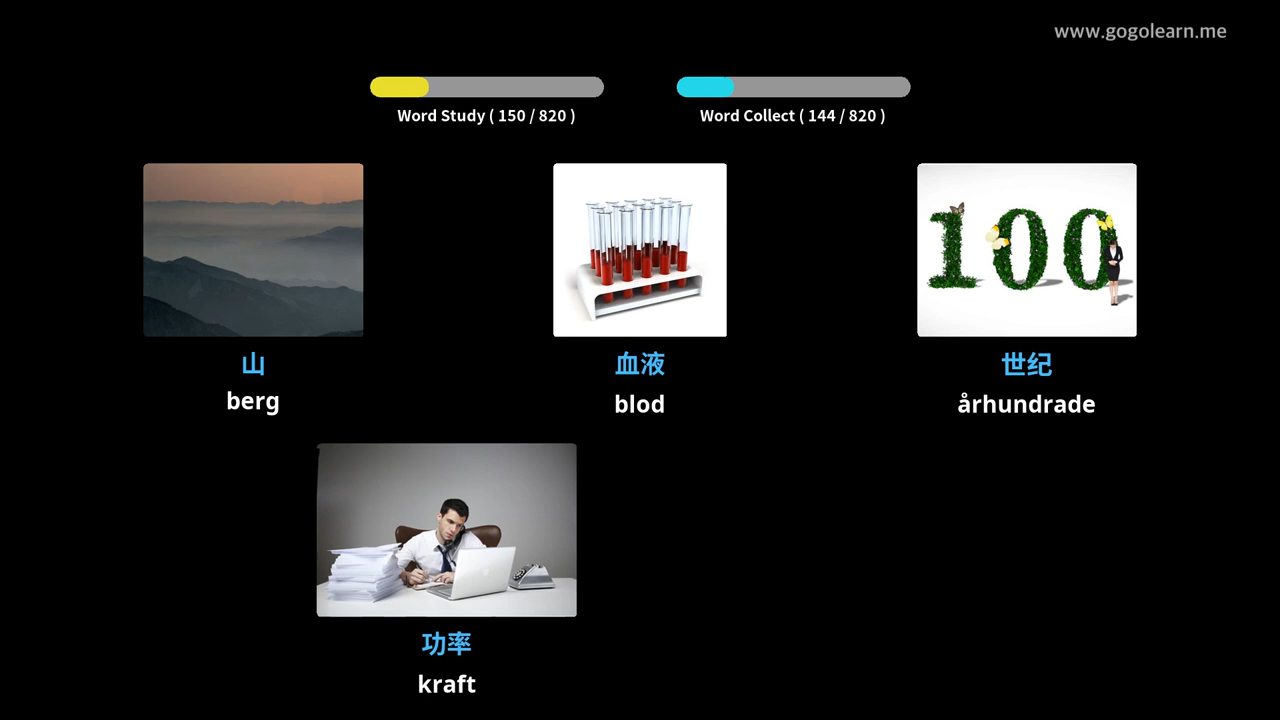 www.gogolearn.me
Word Study ( 150 / 820 )
Word Collect ( 144 / 820 )
山
berg
血液
blod
世纪
århundrade
功率
kraft